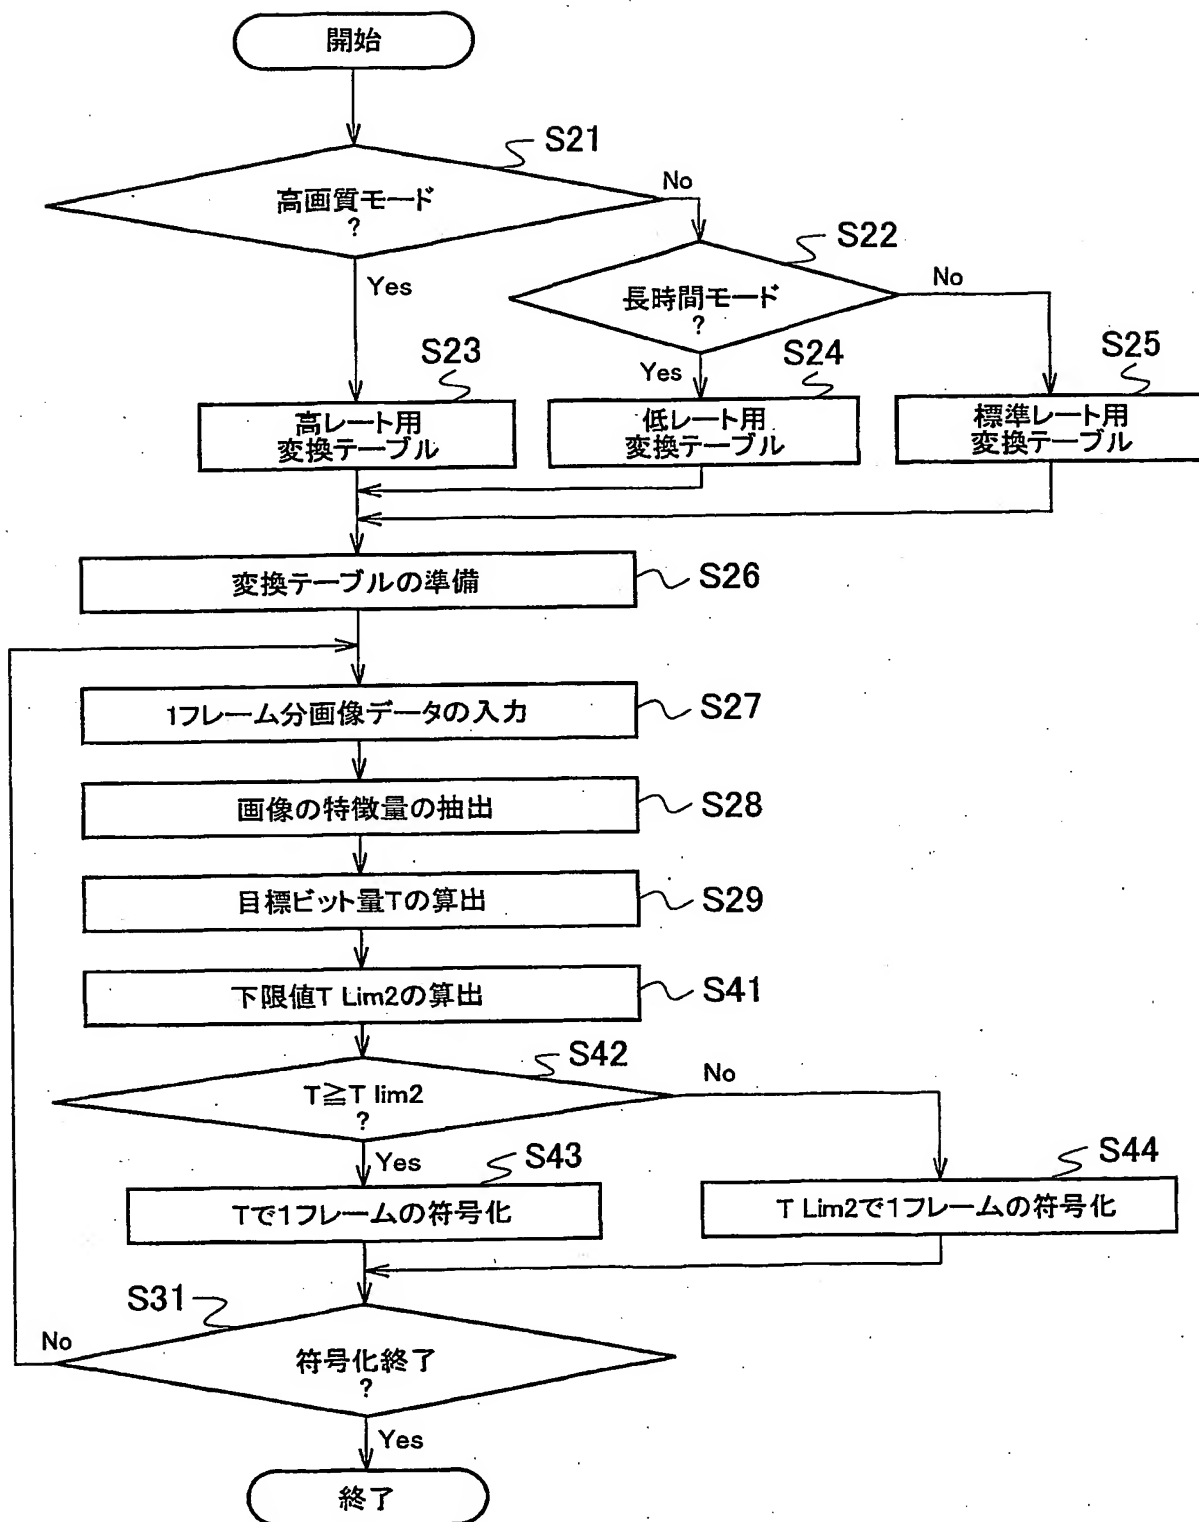 開始
S21
高画質モード
?
No
Yes
S22
長時間モード
?
No
Yes
S23
高レート用
変換テーブル
S24
低レート用
変換テーブル
S25
標準レート用
変換テーブル
変換テーブルの準備
S26
1フレーム分画像データの入力
S27
画像の特徴量の抽出
S28
目標ビット量Tの算出
S29
下限値T Lim2の算出
S41
S42
T≧T lim2
?
No
Yes
S43
Tで1フレームの符号化
S44
T Lim2で1フレームの符号化
S31
No
符号化終了
?
Yes
終了